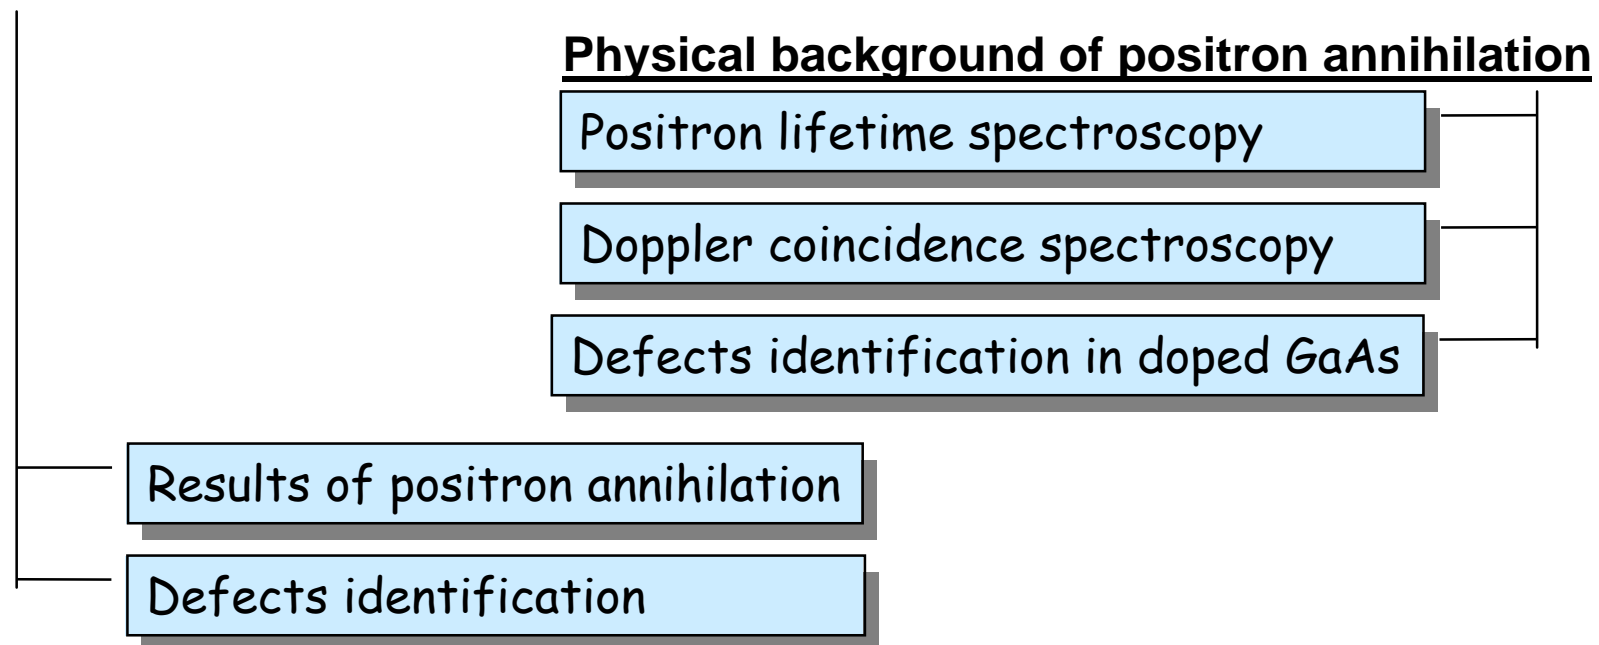 Physical background of positron annihilation
Positron lifetime spectroscopy
Doppler coincidence spectroscopy
Defects identification in doped GaAs
Results of positron annihilation
Defects identification